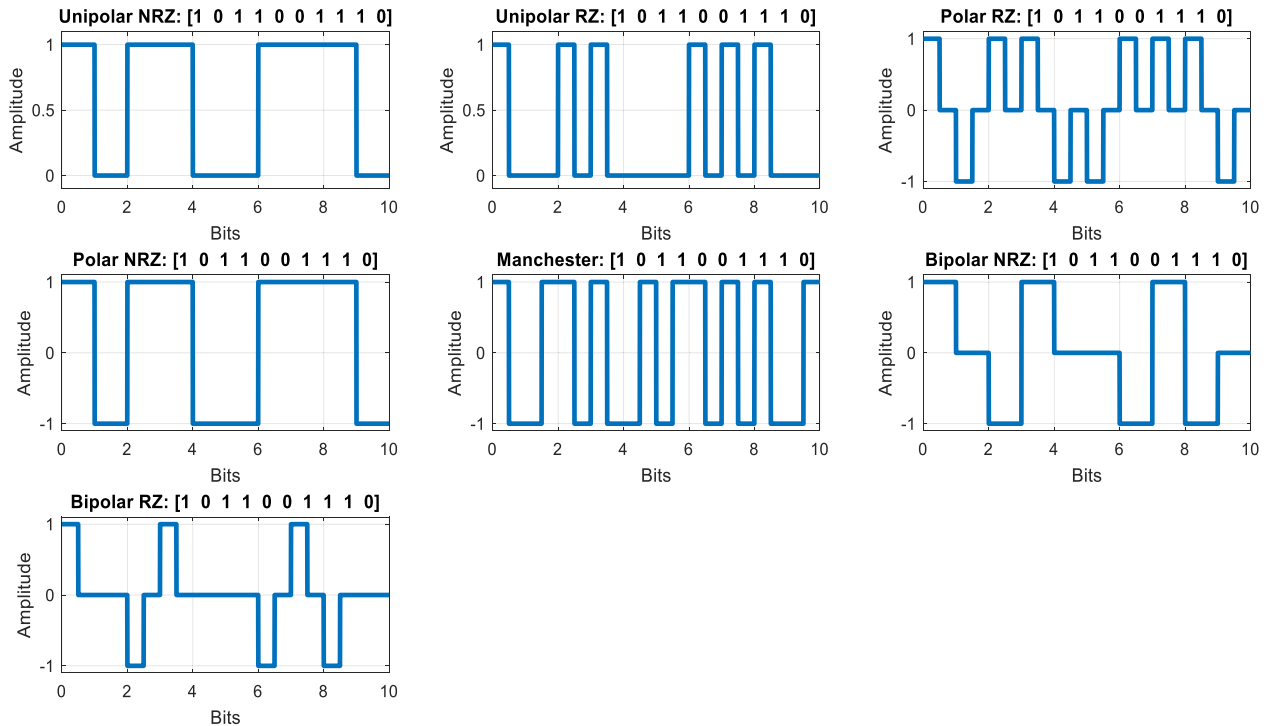 Unipolar NRZ: [1 0 1 1 0 0 1 1 1 0]
Amplitude
1
0.5
0
0 2 4 6 8 10
Bits
Unipolar RZ: [1 0 1 1 0 0 1 1 1 0]
Amplitude
1
0.5
0
0 2 4 6 8 10
Bits
Polar RZ: [1 0 1 1 0 0 1 1 1 0]
Amplitude
1
0
-1
0 2 4 6 8 10
Bits
Polar NRZ: [1 0 1 1 0 0 1 1 1 0]
Amplitude
1
0
-1
0 2 4 6 8 10
Bits
Manchester: [1 0 1 1 0 0 1 1 1 0]
Amplitude
1
0
-1
0 2 4 6 8 10
Bits
Bipolar NRZ: [1 0 1 1 0 0 1 1 1 0]
Amplitude
1
0
-1
0 2 4 6 8 10
Bits
Bipolar RZ: [1 0 1 1 0 0 1 1 1 0]
Amplitude
1
0
-1
0 2 4 6 8 10
Bits